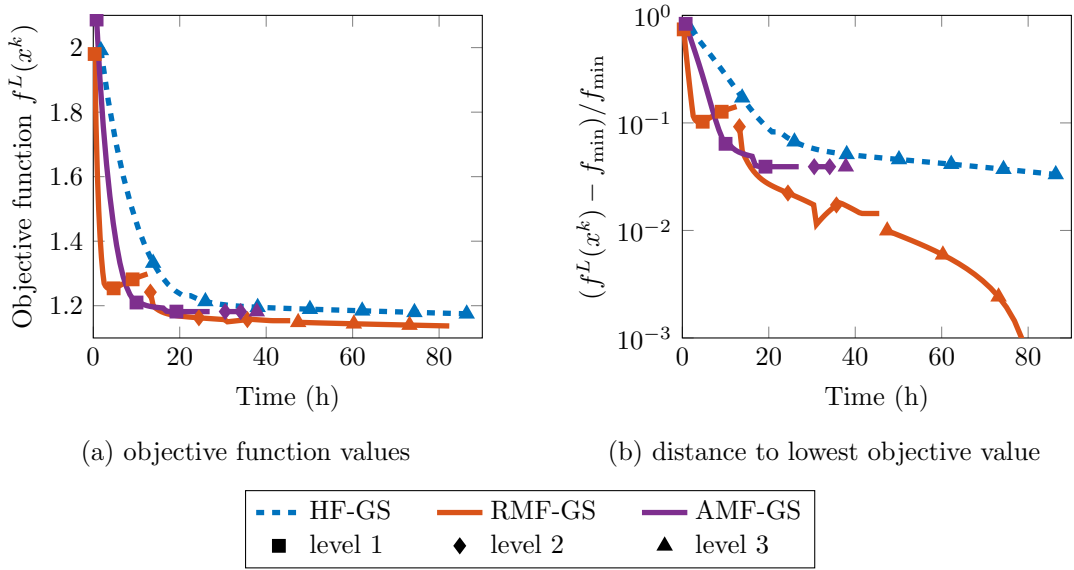 Objective function f^L(x^k)
2
1.8
1.6
1.4
1.2
0 20 40 60 80
Time (h)
(a) objective function values
(f^L(x^k) − f_min)/f_min
10^0
10^−1
10^−2
10^−3
0 20 40 60 80
Time (h)
(b) distance to lowest objective value
HF-GS RMF-GS AMF-GS
level 1 level 2 level 3